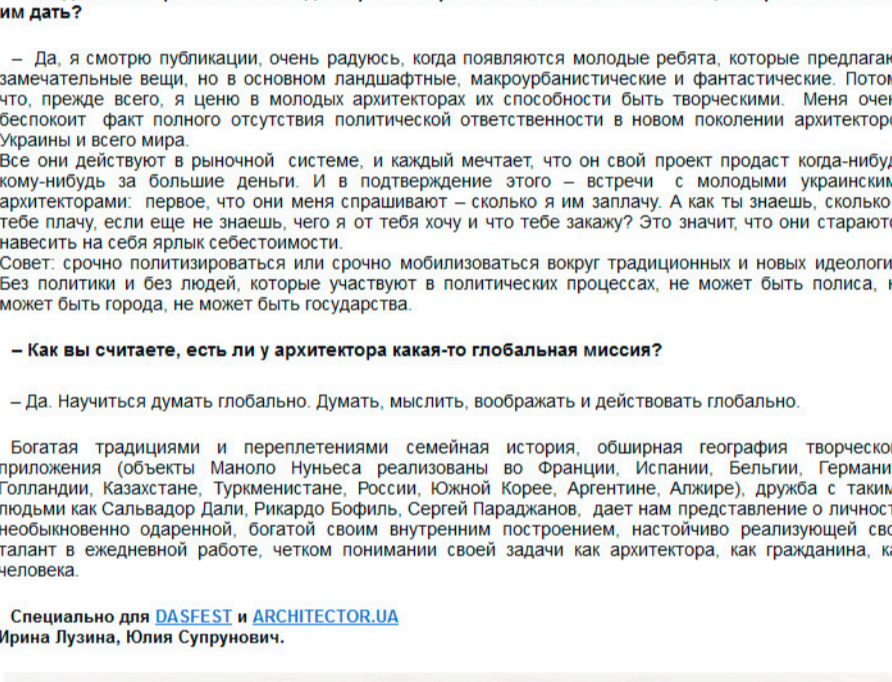 им дать?
– Да, я смотрю публикации, очень радуюсь, когда появляются молодые ребята, которые предлагаю
замечательные вещи, но в основном ландшафтные, макроурбанистические и фантастические. Потом
что, прежде всего, я ценю в молодых архитекторах их способности быть творческими. Меня очен
беспокоит факт полного отсутствия политической ответственности в новом поколении архитекторо
Украины и всего мира.
Все они действуют в рыночной системе, и каждый мечтает, что он свой проект продаст когда-нибуд
кому-нибудь за большие деньги. И в подтверждение этого – встречи с молодыми украинским
архитекторами: первое, что они меня спрашивают – сколько я им заплачу. А как ты знаешь, сколько
тебе плачу, если еще не знаешь, чего я от тебя хочу и что тебе закажу? Это значит, что они стараютс
навесить на себя ярлык себестоимости.
Совет: срочно политизироваться или срочно мобилизоваться вокруг традиционных и новых идеологи
Без политики и без людей, которые участвуют в политических процессах, не может быть полиса, н
может быть города, не может быть государства.
– Как вы считаете, есть ли у архитектора какая-то глобальная миссия?
– Да. Научиться думать глобально. Думать, мыслить, воображать и действовать глобально.
Богатая традициями и переплетениями семейная история, обширная география творческог
приложения (объекты Маноло Нуньеса реализованы во Франции, Испании, Бельгии, Германи
Голландии, Казахстане, Туркменистане, России, Южной Корее, Аргентине, Алжире), дружба с таким
людьми как Сальвадор Дали, Рикардо Бофиль, Сергей Параджанов, дает нам представление о личност
необыкновенно одаренной, богатой своим внутренним построением, настойчиво реализующей сво
талант в ежедневной работе, четком понимании своей задачи как архитектора, как гражданина, ка
человека.
Специально для DASFEST и ARCHITECTOR.UA
Ирина Лузина, Юлия Супрунович.